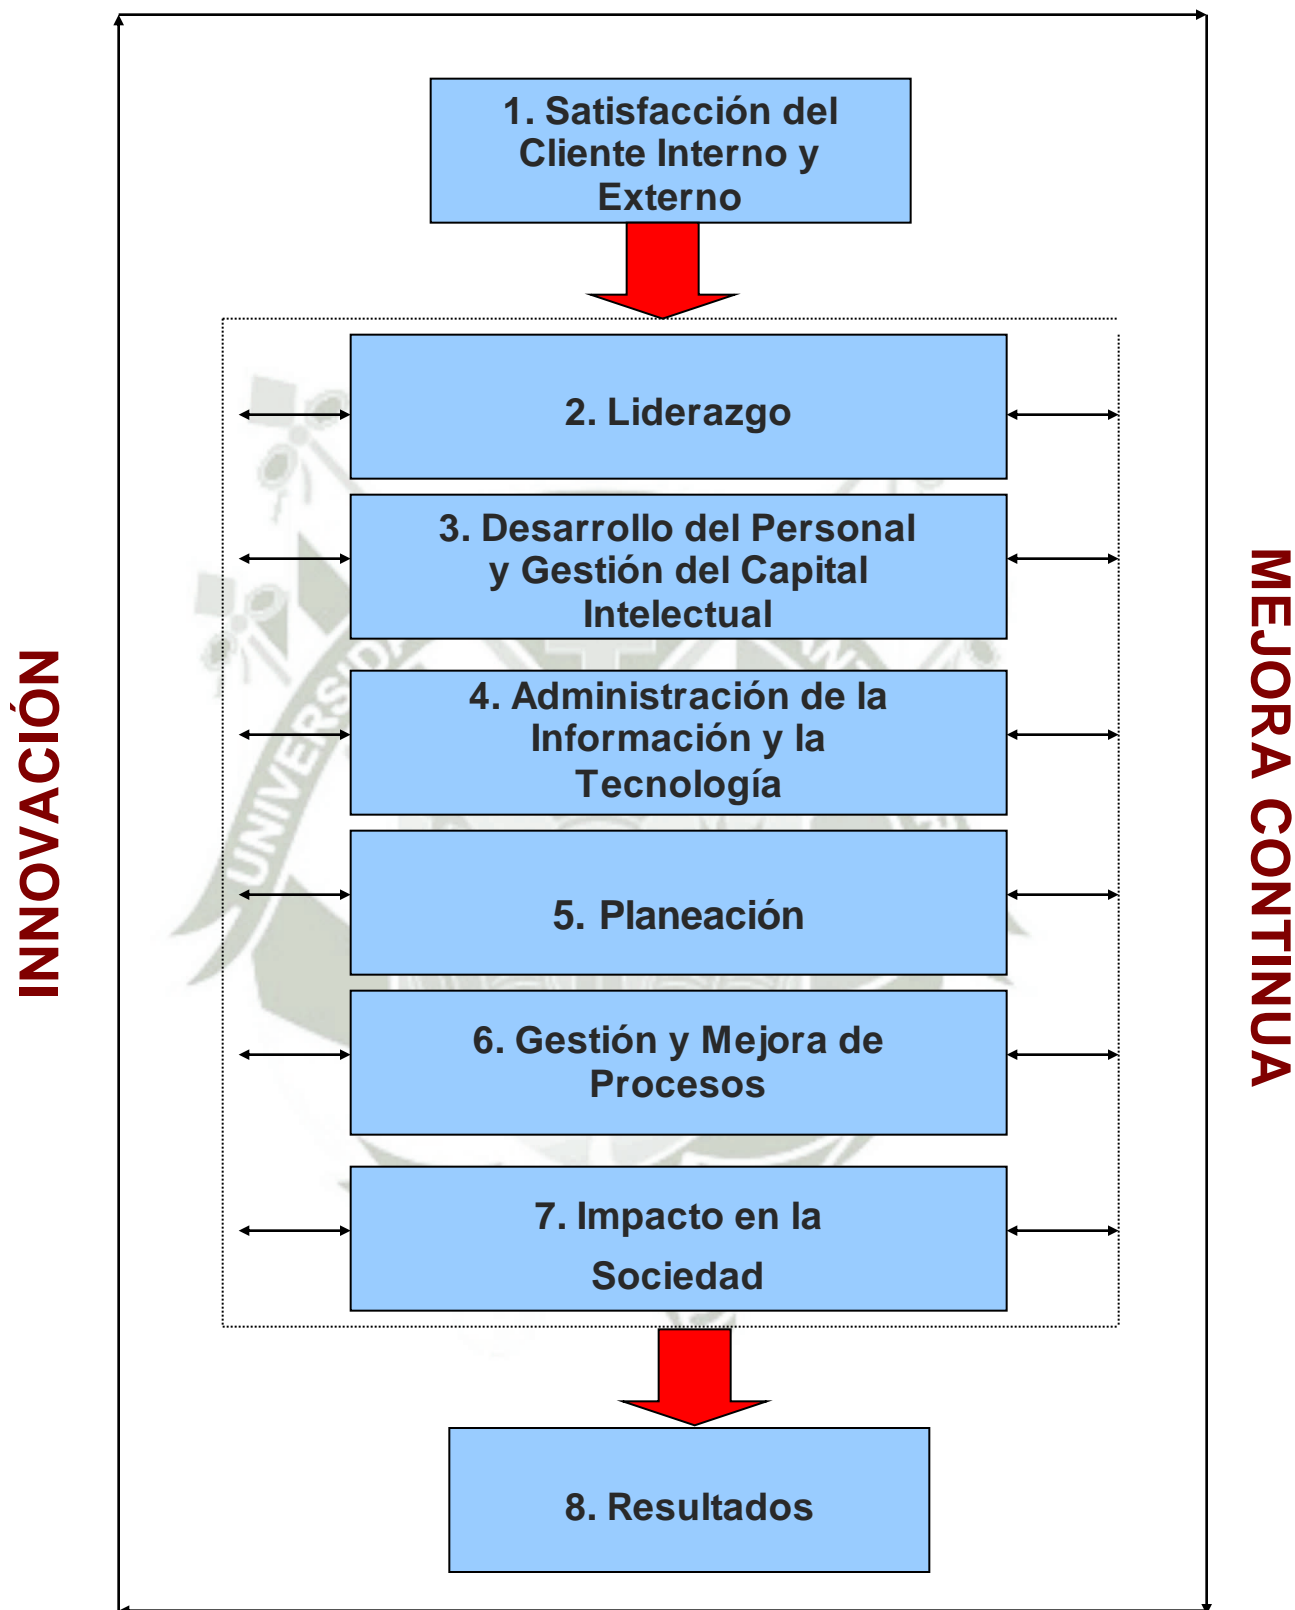 1. Satisfacción del
Cliente Interno y
Externo
2. Liderazgo
3. Desarrollo del Personal
y Gestión del Capital
Intelectual
4. Administración de la
Información y la
Tecnología
5. Planeación
6. Gestión y Mejora de
Procesos
7. Impacto en la
Sociedad
8. Resultados
INNOVACIÓN
MEJORA CONTINUA